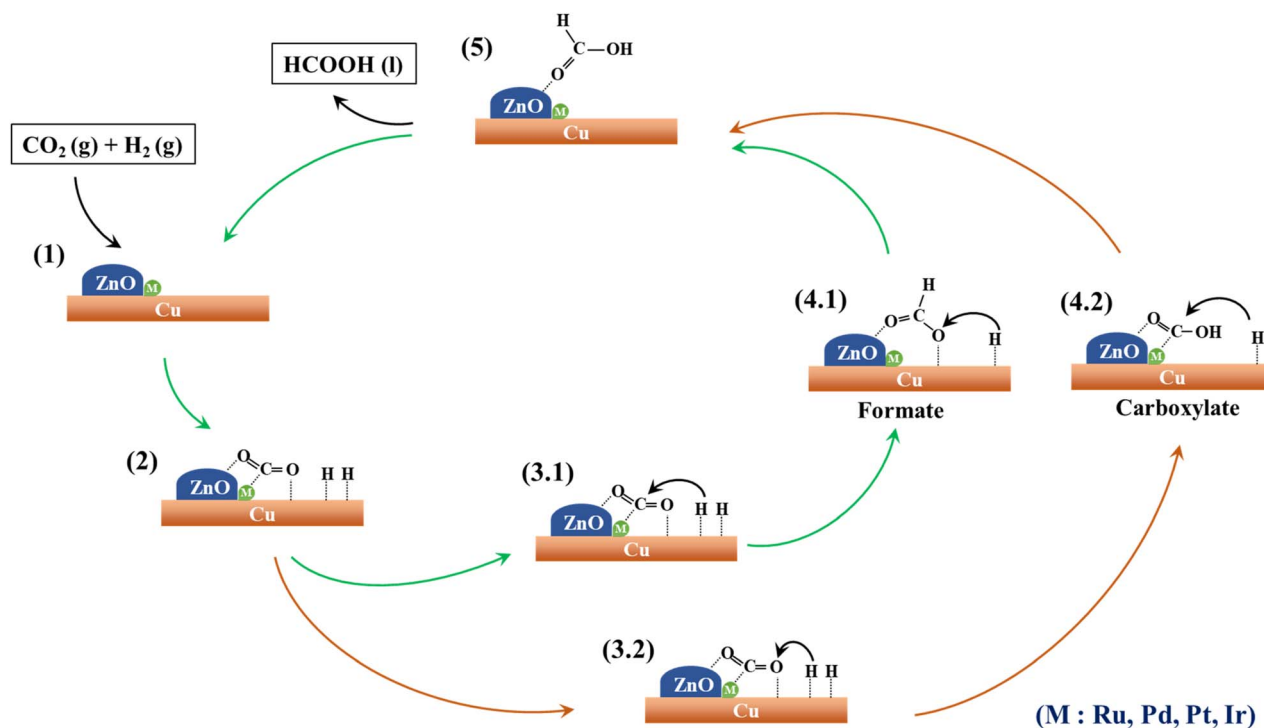 (5)
H
C
OH
O
ZnO
M
Cu
HCOOH (l)
CO₂ (g) + H₂ (g)
(1)
ZnO
M
Cu
(2)
O=C=O
H H
ZnO
M
Cu
(3.1)
O=C=O
H H
ZnO
M
Cu
(4.1)
H
O=C
O
H
ZnO
M
Cu
Formate
(4.2)
O=C-OH
H
ZnO
M
Cu
Carboxylate
(3.2)
O=C=O
H H
ZnO
M
Cu
(M : Ru, Pd, Pt, Ir)